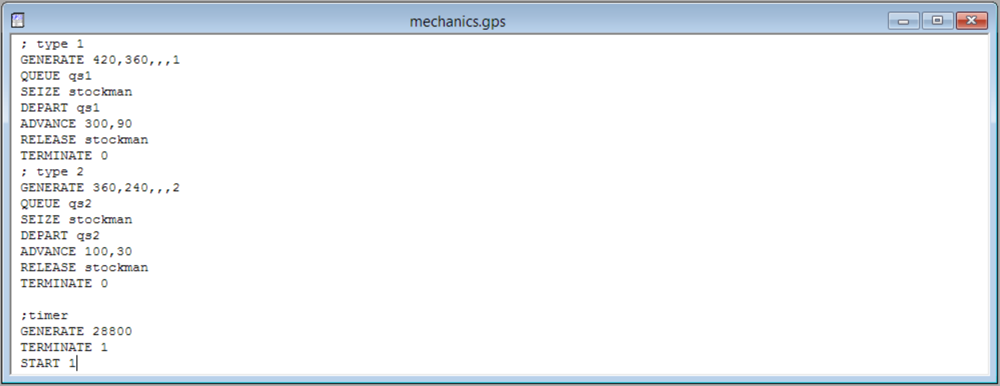 mechanics.gps
; type 1
GENERATE 420,360,,,1
QUEUE qs1
SEIZE stockman
DEPART qs1
ADVANCE 300,90
RELEASE stockman
TERMINATE 0
; type 2
GENERATE 360,240,,,2
QUEUE qs2
SEIZE stockman
DEPART qs2
ADVANCE 100,30
RELEASE stockman
TERMINATE 0
;timer
GENERATE 28800
TERMINATE 1
START 1